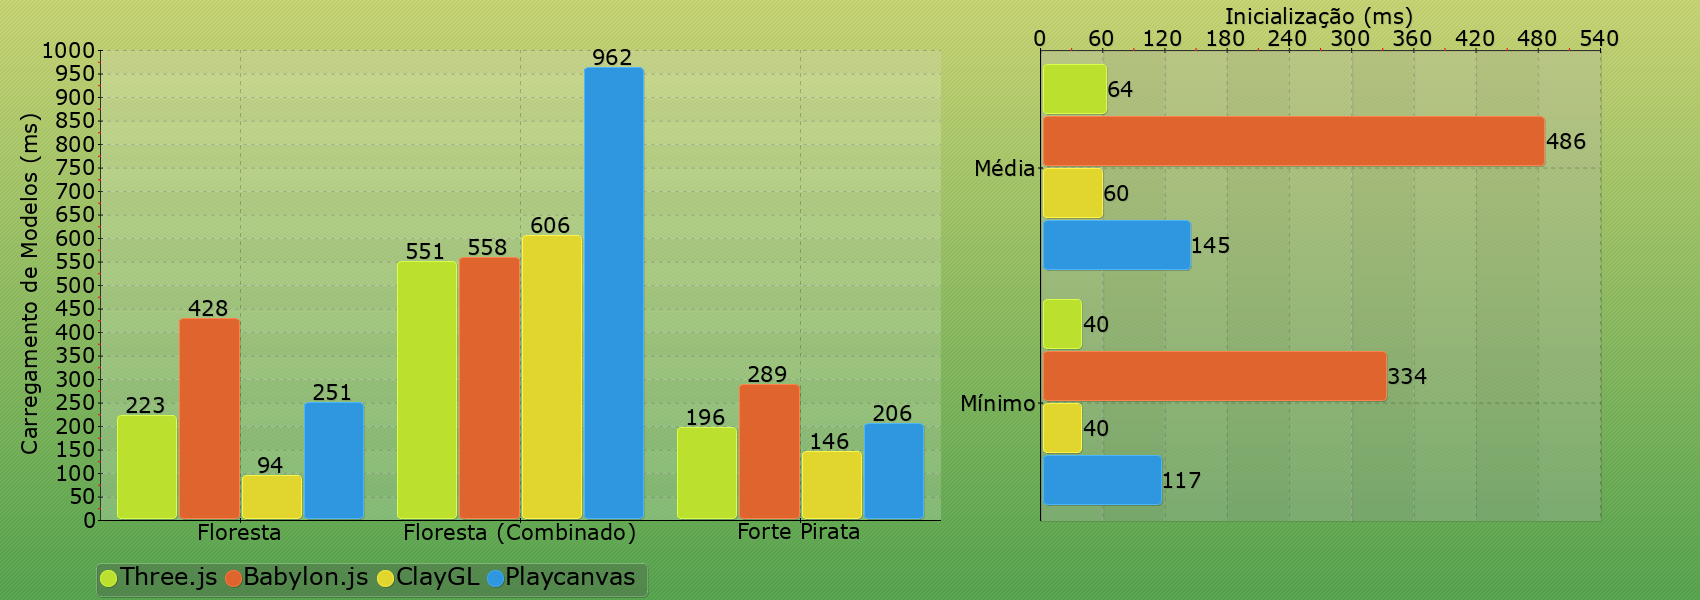 Inicialização (ms)
0 60 120 180 240 300 360 420 480 540
Carregamento de Modelos (ms)
1000
950
900
850
800
750
700
650
600
550
500
450
400
350
300
250
200
150
100
50
0
223 428 94 251
551 558 606 962
196 289 146 206
Floresta Floresta (Combinado) Forte Pirata
Média
64
486
60
145
Mínimo
40
334
40
117
Three.js Babylon.js ClayGL Playcanvas